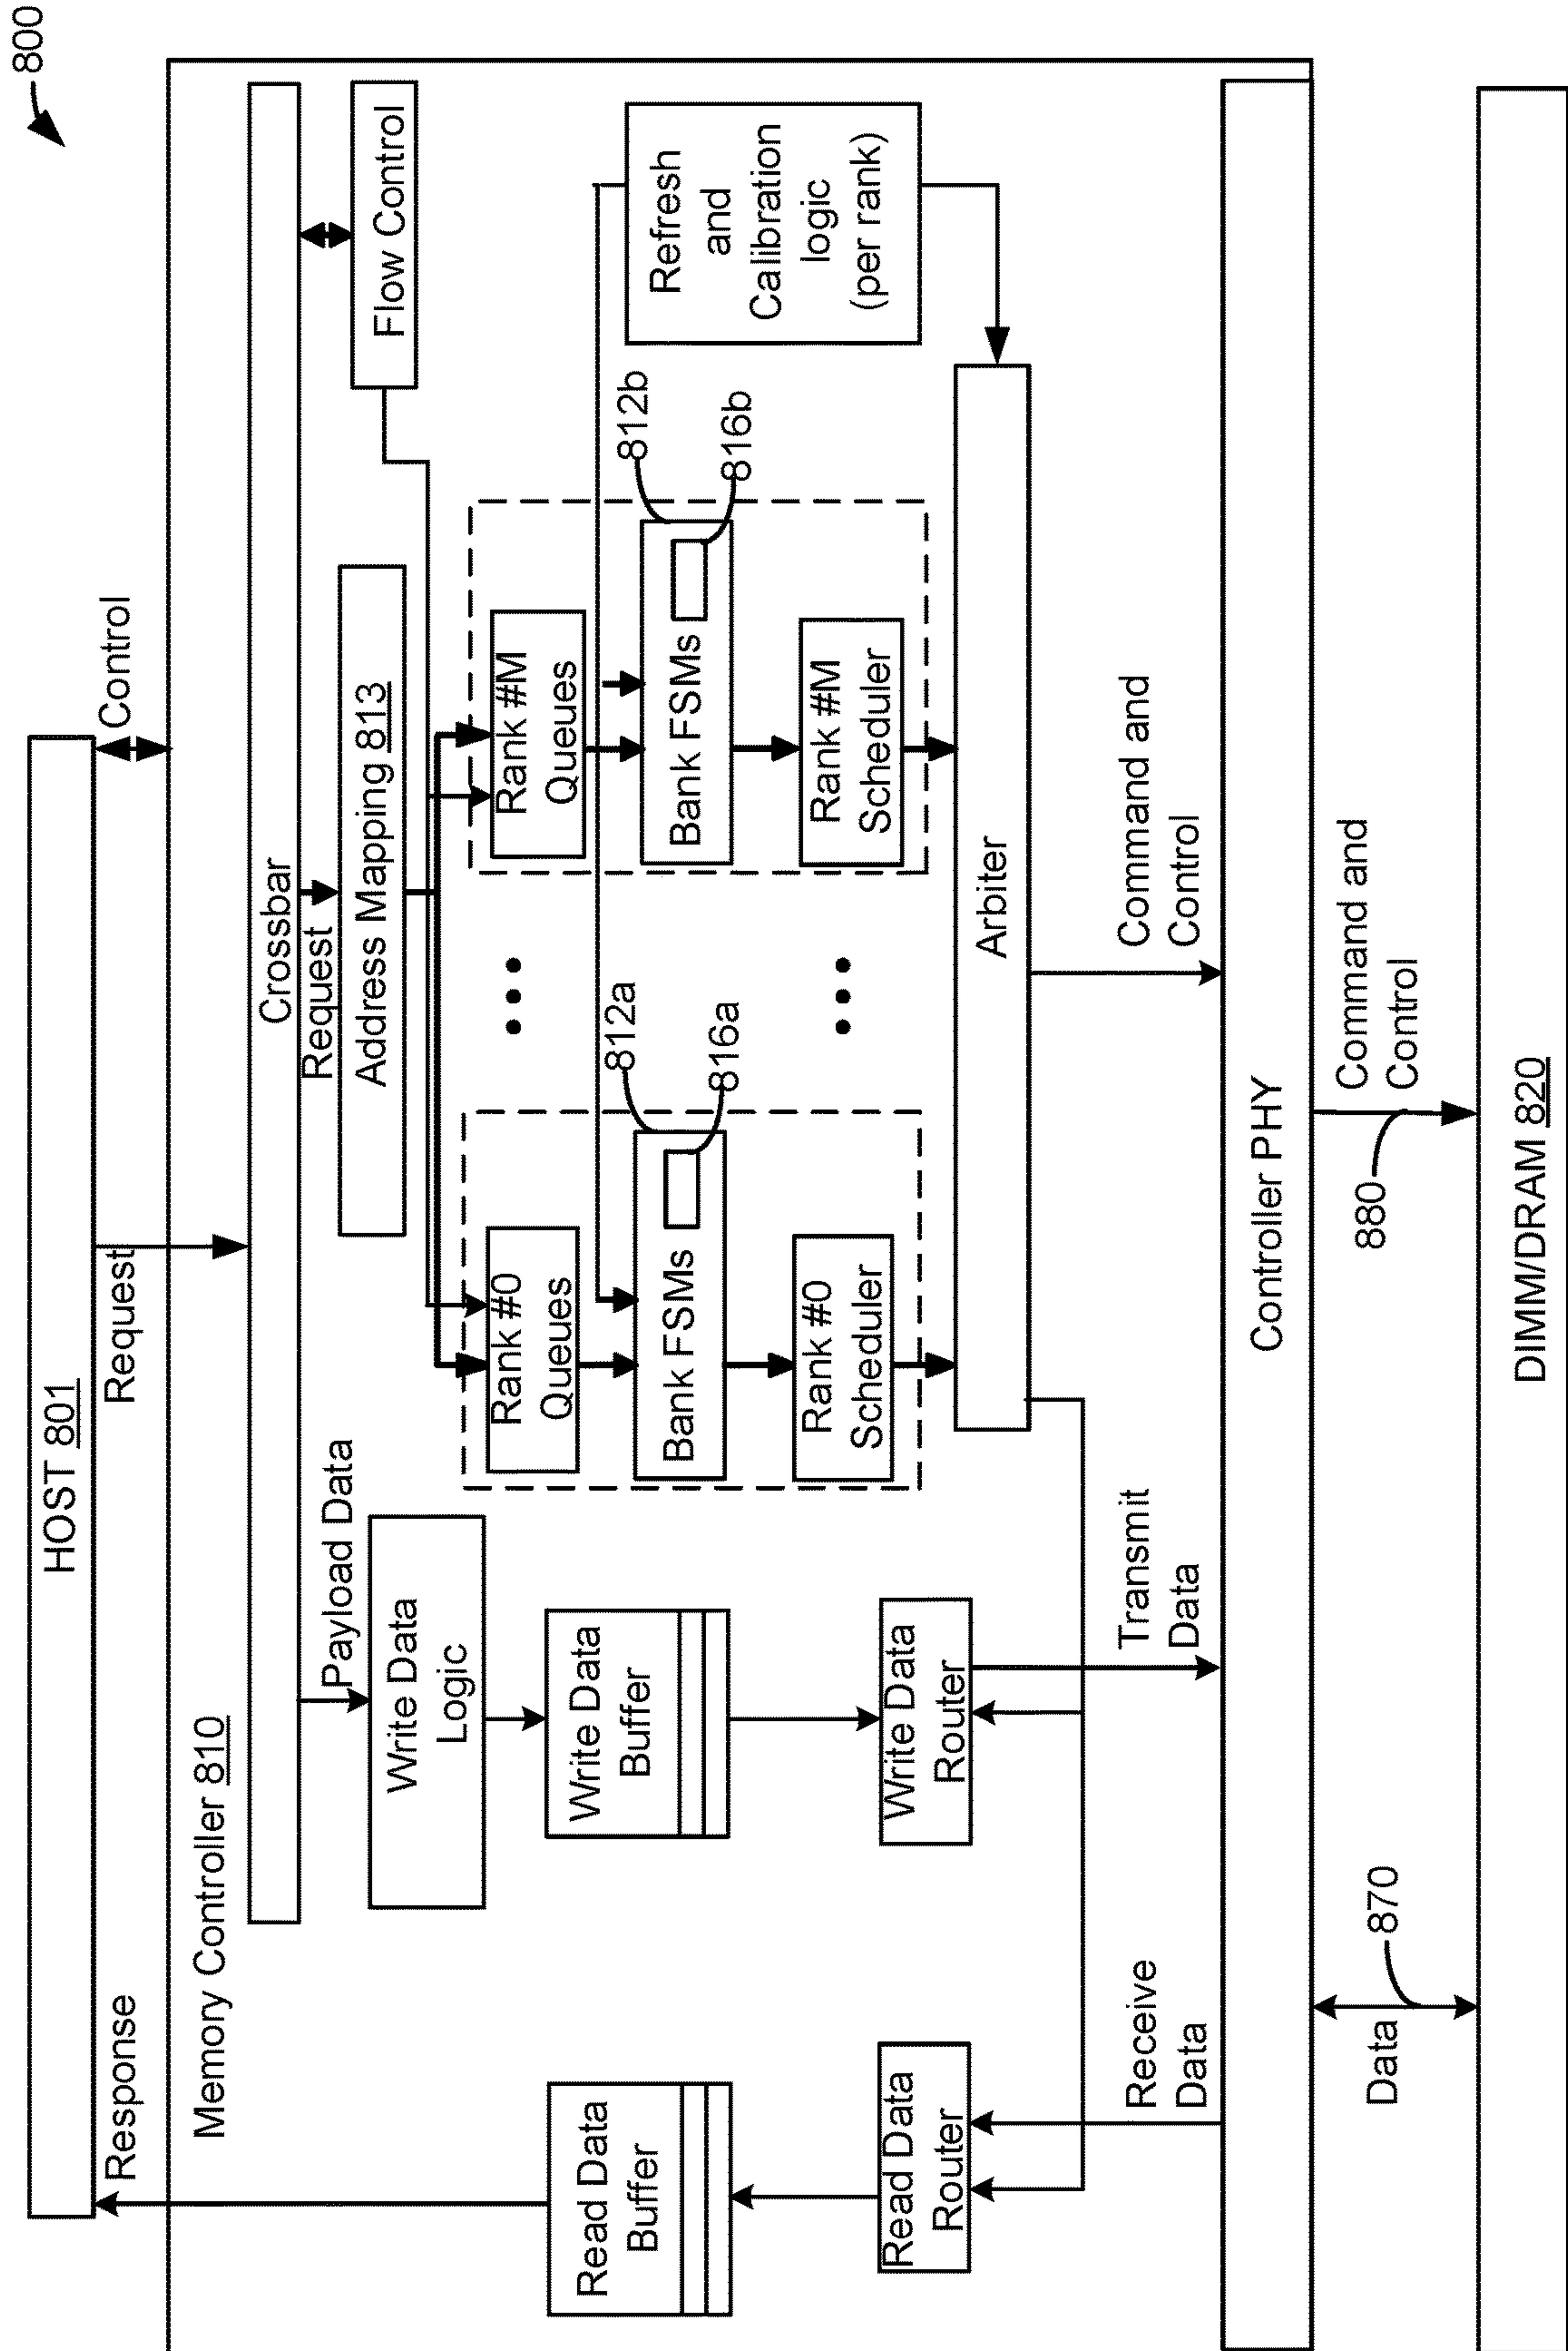 800
HOST 801
Response
Request
Control
Memory Controller 810
Crossbar
Payload Data
Request
Flow Control
Address Mapping 813
Write Data
Logic
Read Data
Buffer
Write Data
Buffer
Rank #0
Queues
812a
Bank FSMs
816a
Rank #0
Scheduler
Rank #M
Queues
812b
Bank FSMs
816b
Rank #M
Scheduler
Refresh
and
Calibration
logic
(per rank)
Read Data
Router
Write Data
Router
Arbiter
Receive
Data
Transmit
Data
Command and
Control
Controller PHY
Data
870
880
Command and
Control
DIMM/DRAM 820